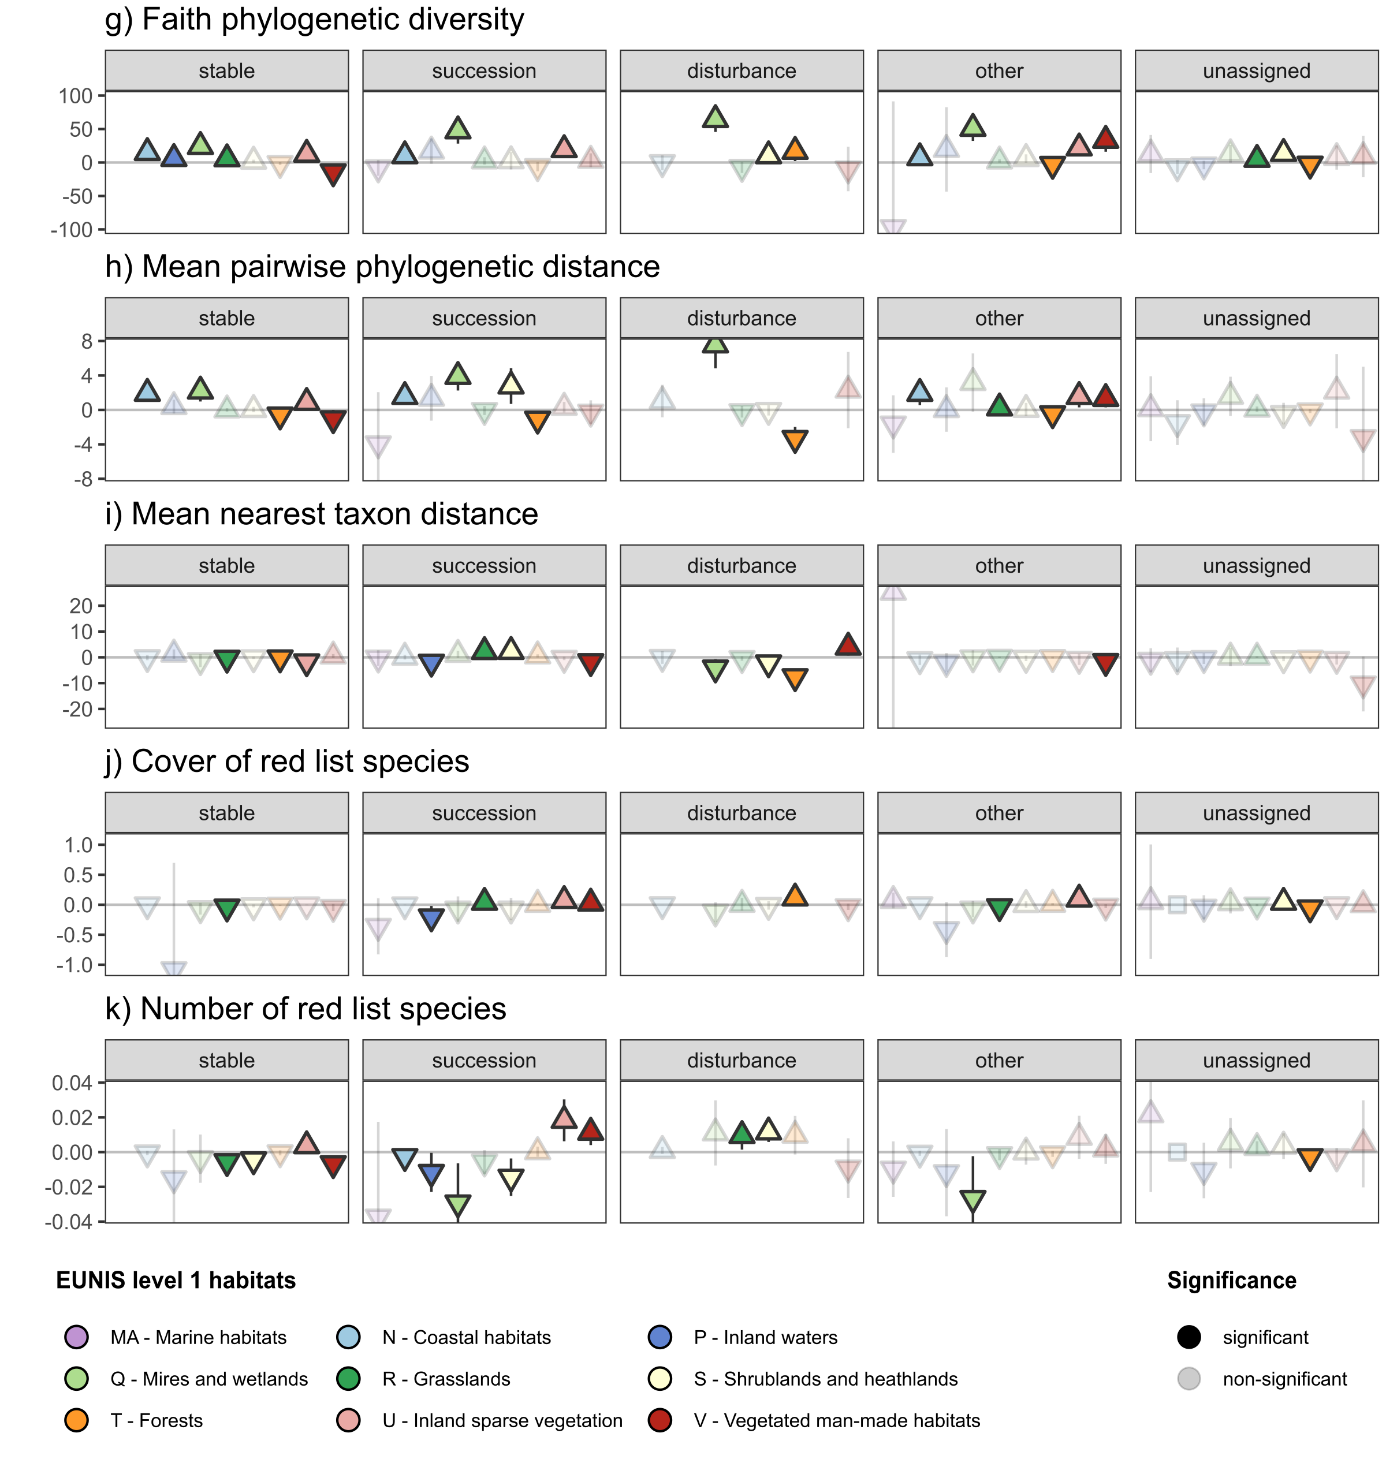 g) Faith phylogenetic diversity
stable succession disturbance other unassigned
100
50
0
-50
-100
h) Mean pairwise phylogenetic distance
stable succession disturbance other unassigned
8
4
0
-4
-8
i) Mean nearest taxon distance
stable succession disturbance other unassigned
20
10
0
-10
-20
j) Cover of red list species
stable succession disturbance other unassigned
1.0
0.5
0.0
-0.5
-1.0
k) Number of red list species
stable succession disturbance other unassigned
0.04
0.02
0.00
-0.02
-0.04
EUNIS level 1 habitats Significance
MA - Marine habitats N - Coastal habitats P - Inland waters significant
Q - Mires and wetlands R - Grasslands S - Shrublands and heathlands non-significant
T - Forests U - Inland sparse vegetation V - Vegetated man-made habitats